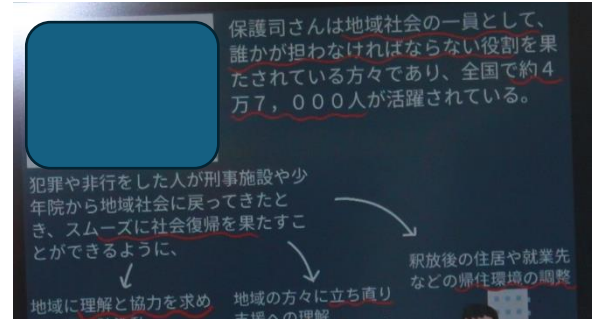 保護司さんは地域社会の一員として、
誰かが担わなければならない役割を果
たされている方々であり、全国で約４
万７，０００人が活躍されている。
犯罪や非行をした人が刑事施設や少
年院から地域社会に戻ってきたと
き、スムーズに社会復帰を果たすこ
とができるように、
釈放後の住居や就業先
などの帰住環境の調整
地域に理解と協力を求め
地域の方々に立ち直り
支援への理解